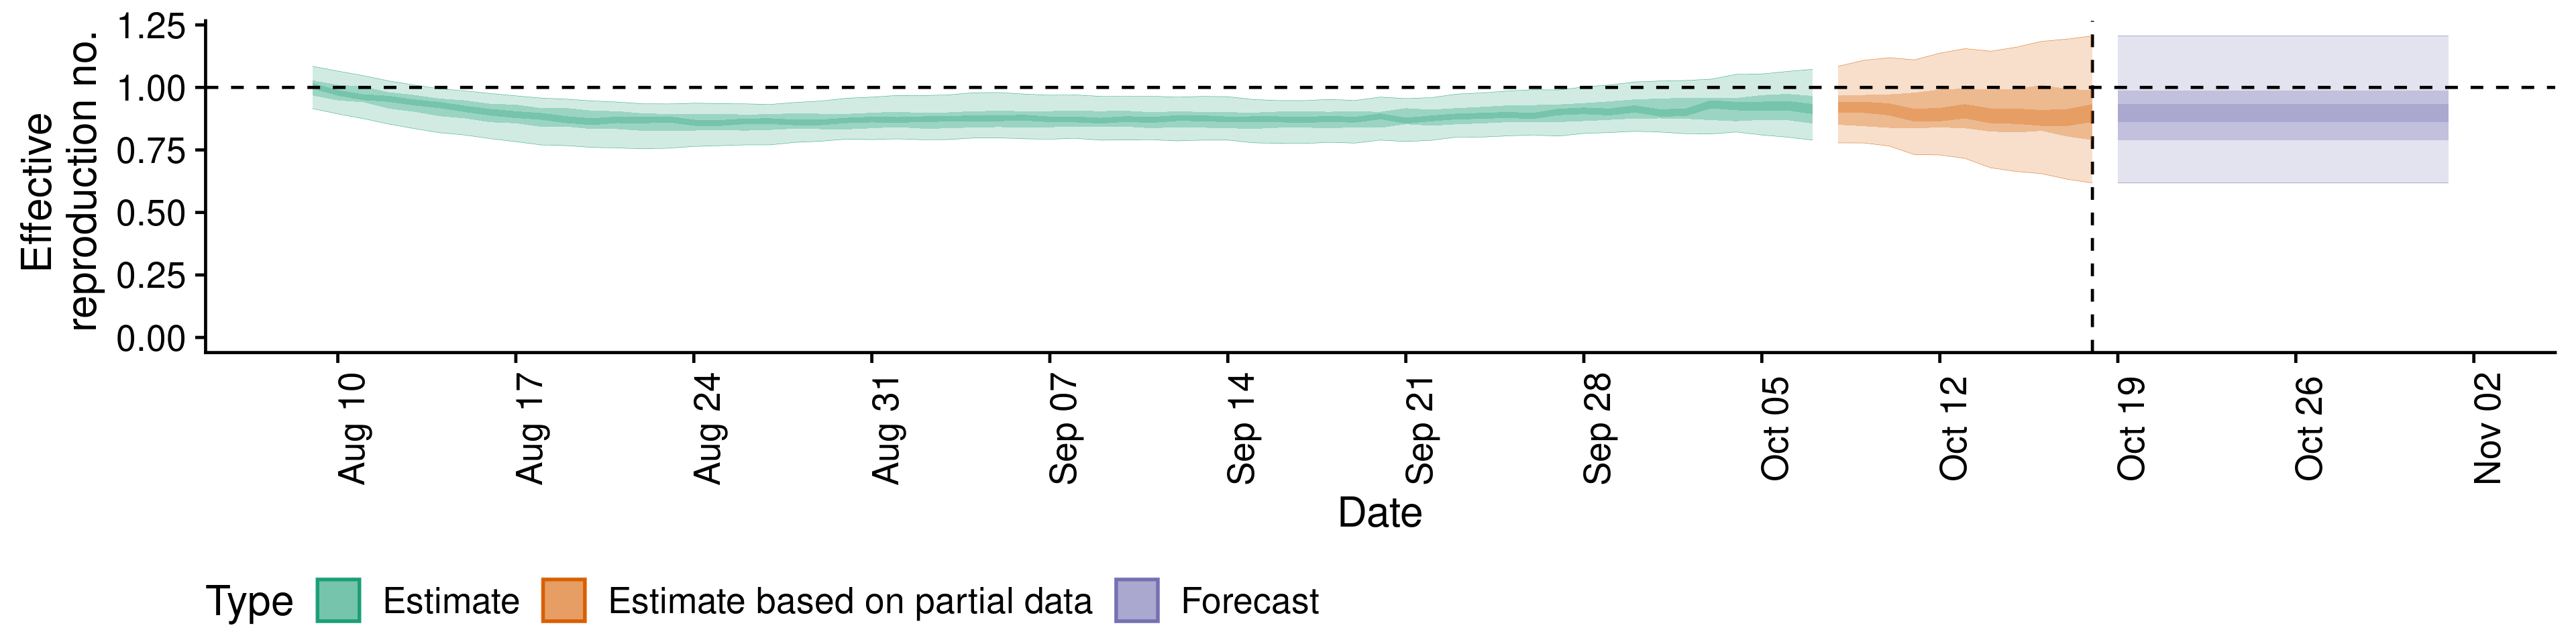 Effective
reproduction no.
1.25
1.00
0.75
0.50
0.25
0.00
Aug 10
Aug 17
Aug 24
Aug 31
Sep 07
Sep 14
Sep 21
Sep 28
Oct 05
Oct 12
Oct 19
Oct 26
Nov 02
Date
Type Estimate Estimate based on partial data Forecast